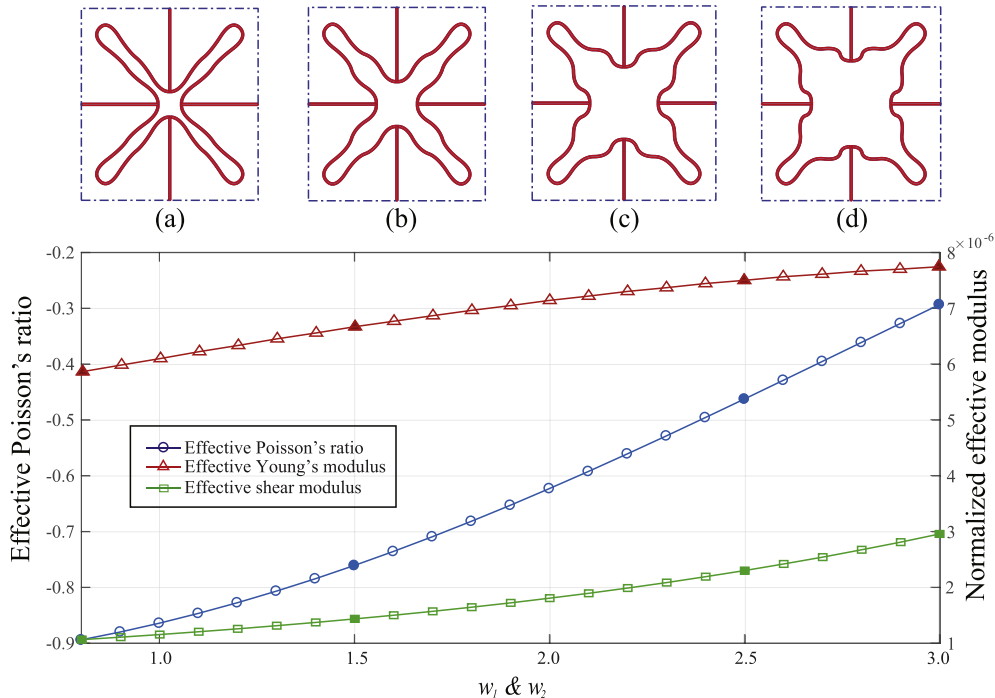 (a) (b) (c) (d)
8×10⁻⁶
-0.2
-0.3
-0.4
-0.5
-0.6
-0.7
-0.8
-0.9
Effective Poisson's ratio
Effective Poisson's ratio
Effective Young's modulus
Effective shear modulus
7
6
5
4
3
2
1
Normalized effective modulus
1.0 1.5 2.0 2.5 3.0
w₁ & w₂